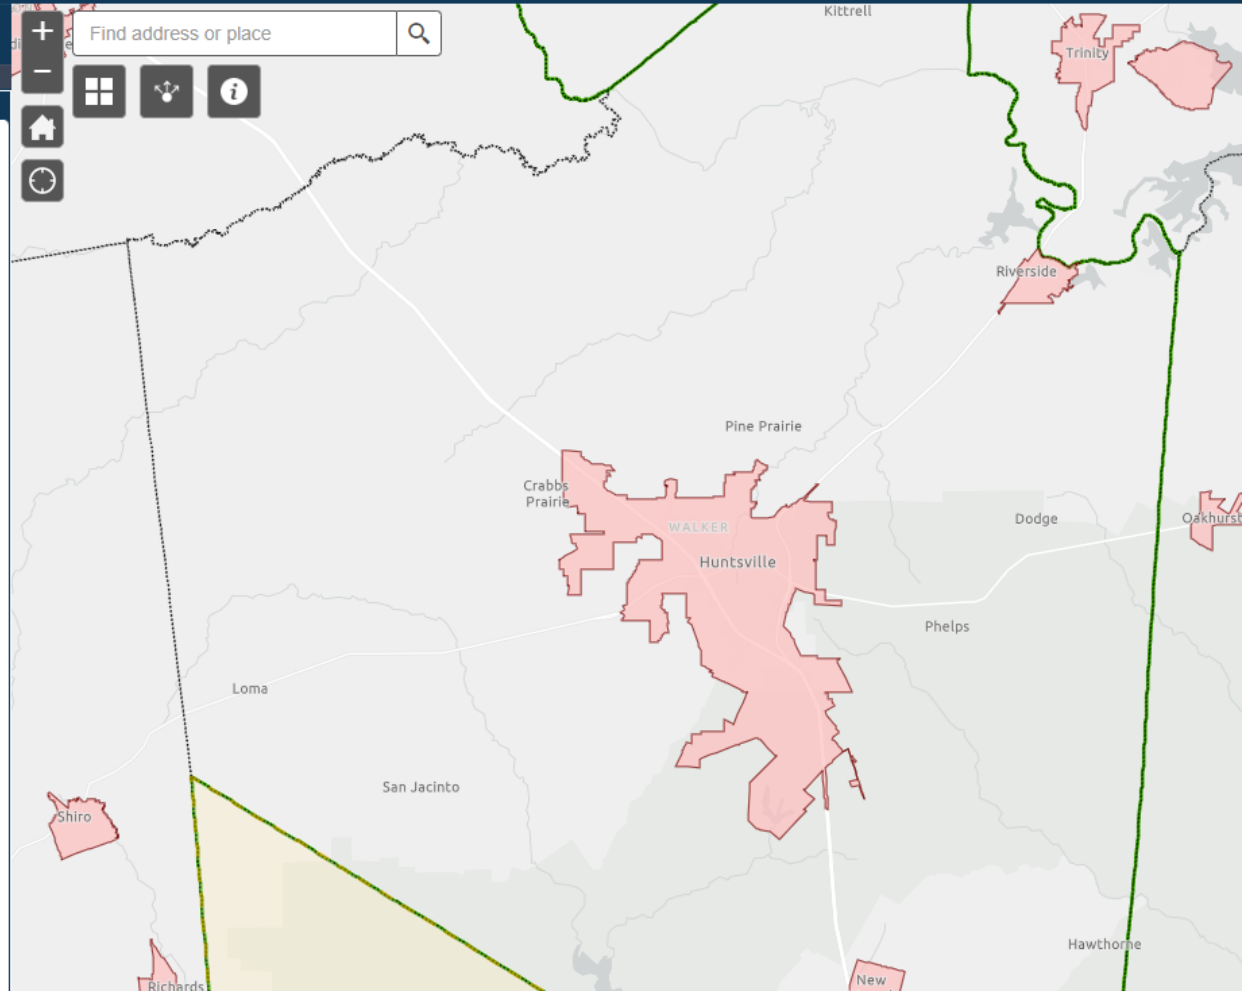 Kittrell
Find address or place
Trinity
Riverside
Pine Prairie
Crabbs
Prairie
WALKER
Dodge
Oakhurst
Huntsville
Phelps
Loma
San Jacinto
Shiro
Hawthorne
New
Richards